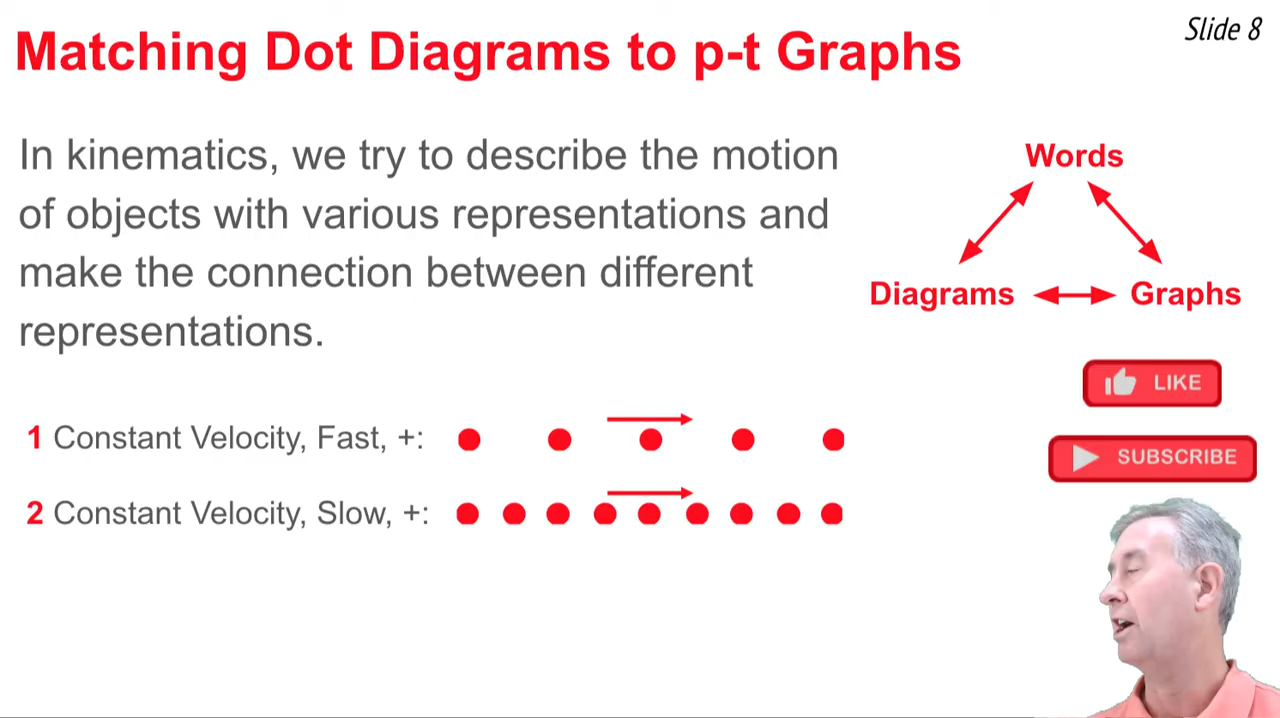 Slide 8
Matching Dot Diagrams to p-t Graphs
In kinematics, we try to describe the motion
of objects with various representations and
make the connection between different
representations.
Words
Diagrams
Graphs
LIKE
SUBSCRIBE
1 Constant Velocity, Fast, +:
2 Constant Velocity, Slow, +: